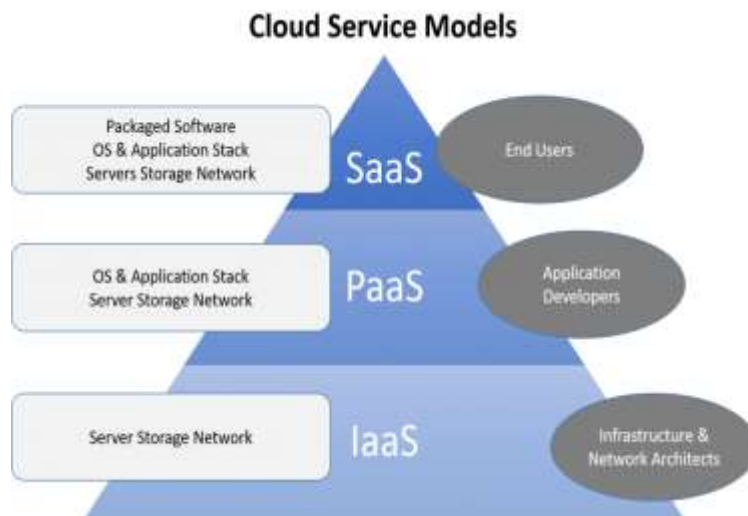 Cloud Service Models
Packaged Software
OS & Application Stack
Servers Storage Network
SaaS
End Users
OS & Application Stack
Server Storage Network
PaaS
Application
Developers
Server Storage Network
IaaS
Infrastructure &
Network Architects